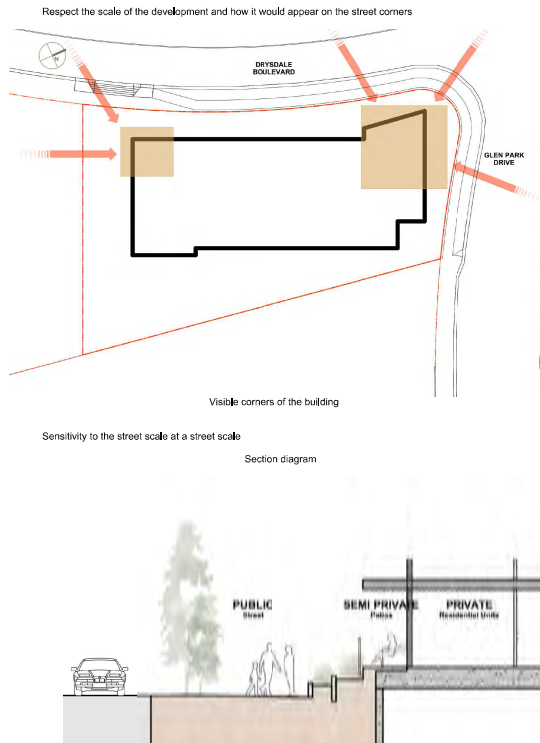 Respect the scale of the development and how it would appear on the street corners
N
DRYSDALE
BOULEVARD
GLEN PARK
DRIVE
Visible corners of the building
Sensitivity to the street scale at a street scale
Section diagram
PUBLIC
Street
SEMI PRIVATE
Patios
PRIVATE
Residential Units